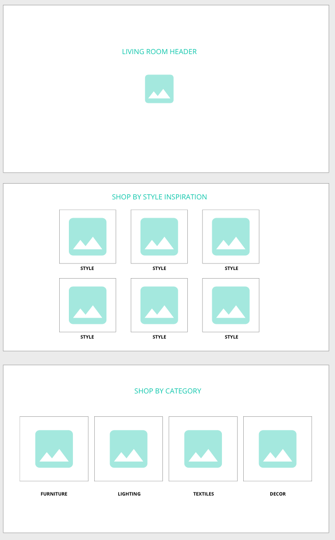 LIVING ROOM HEADER
SHOP BY STYLE INSPIRATION
STYLE STYLE STYLE
STYLE STYLE STYLE
SHOP BY CATEGORY
FURNITURE LIGHTING TEXTILES DECOR